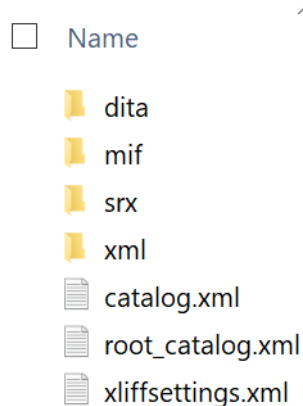 Name
dita
mif
srx
xml
catalog.xml
root_catalog.xml
xliffsettings.xml